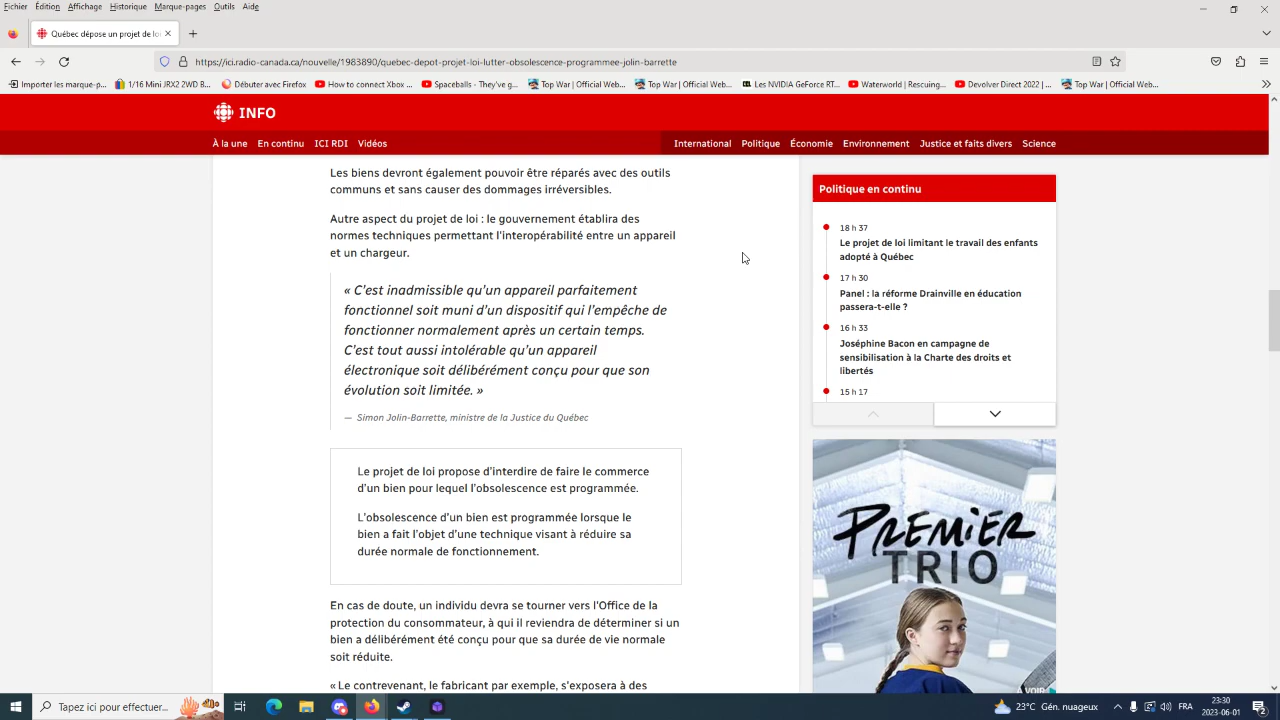 Fichier Édition Affichage Historique Marque-pages Outils Aide
Québec dépose un projet de loi
https://ici.radio-canada.ca/nouvelle/1983890/quebec-depot-projet-loi-lutter-obsolescence-programmee-jolin-barrette
Importer les marque-p... 1/16 Mini JRX2 2WD B... Débuter avec Firefox How to connect Xbox ... Spaceballs - They've g... Top War | Official Web... Top War | Official Web... Les NVIDIA GeForce RT... Waterworld | Rescuing... Devolver Direct 2022 | ... Top War | Official Web...
INFO
À la une En continu ICI RDI Vidéos
International Politique Économie Environnement Justice et faits divers Science
Les biens devront également pouvoir être réparés avec des outils
communs et sans causer des dommages irréversibles.
Autre aspect du projet de loi : le gouvernement établira des
normes techniques permettant l'interopérabilité entre un appareil
et un chargeur.
« C'est inadmissible qu'un appareil parfaitement
fonctionnel soit muni d'un dispositif qui l'empêche de
fonctionner normalement après un certain temps.
C'est tout aussi intolérable qu'un appareil
électronique soit délibérément conçu pour que son
évolution soit limitée. »
— Simon Jolin-Barrette, ministre de la Justice du Québec
Le projet de loi propose d'interdire de faire le commerce
d'un bien pour lequel l'obsolescence est programmée.
L'obsolescence d'un bien est programmée lorsque le
bien a fait l'objet d'une technique visant à réduire sa
durée normale de fonctionnement.
En cas de doute, un individu devra se tourner vers l'Office de la
protection du consommateur, à qui il reviendra de déterminer si un
bien a délibérément été conçu pour que sa durée de vie normale
soit réduite.
« Le contrevenant, le fabricant par exemple, s'exposera à des
Politique en continu
18 h 37
Le projet de loi limitant le travail des enfants
adopté à Québec
17 h 30
Panel : la réforme Drainville en éducation
passera-t-elle ?
16 h 33
Joséphine Bacon en campagne de
sensibilisation à la Charte des droits et
libertés
15 h 17
PREMIER
TRIO
Tapez ici pour effectuer...
23°C Gén. nuageux
FRA
23:30
2023-06-01
2